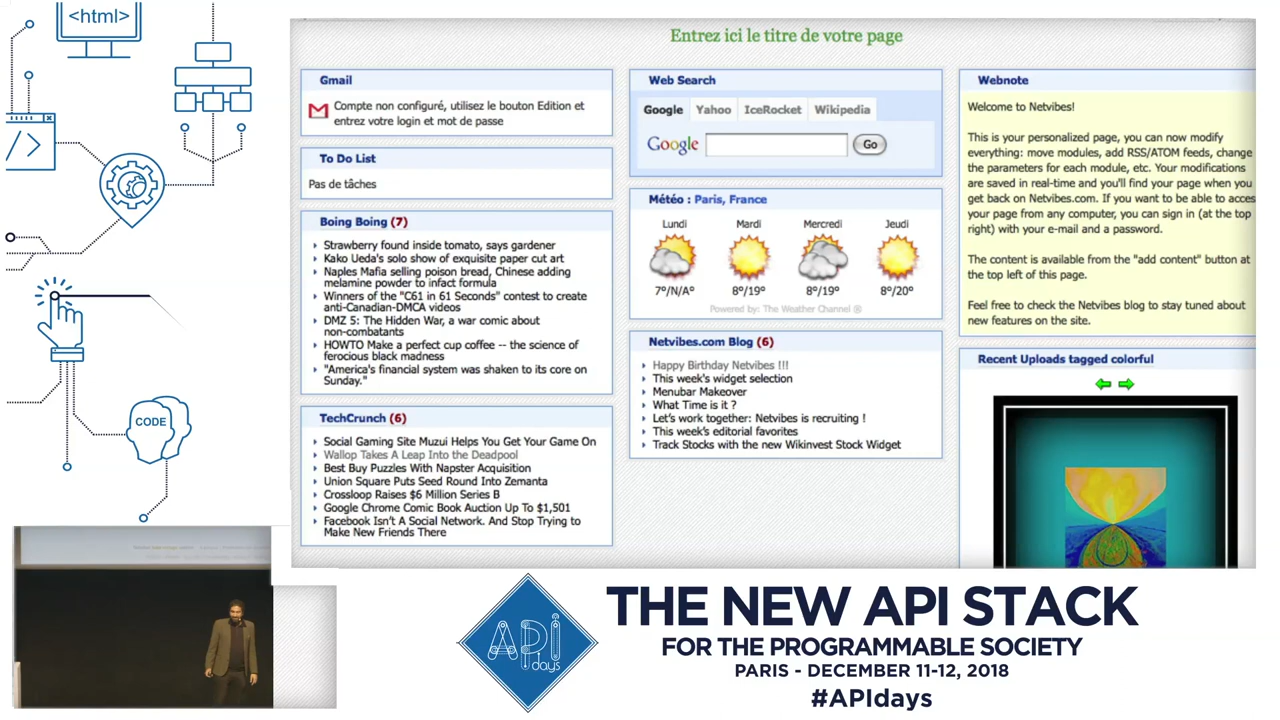 <html>
</>
CODE
Entrez ici le titre de votre page
Gmail
Compte non configuré, utilisez le bouton Edition et
entrez votre login et mot de passe
To Do List
Pas de tâches
Boing Boing (7)
Strawberry found inside tomato, says gardener
Kako Ueda's solo show of exquisite paper cut art
Naples Mafia selling poison bread, Chinese adding
melamine powder to infact formula
Winners of the "C61 in 61 Seconds" contest to create
anti-Canadian-DMCA videos
DMZ 5: The Hidden War, a war comic about
non-combatants
HOWTO Make a perfect cup coffee -- the science of
ferocious black madness
"America's financial system was shaken to its core on
Sunday."
TechCrunch (6)
Social Gaming Site Muzui Helps You Get Your Game On
Wallop Takes A Leap Into the Deadpool
Best Buy Puzzles With Napster Acquisition
Union Square Puts Seed Round Into Zemanta
Crossloop Raises $6 Million Series B
Google Chrome Comic Book Auction Up To $1,501
Facebook Isn't A Social Network. And Stop Trying to
Make New Friends There
Web Search
Google Yahoo IceRocket Wikipedia
Google Go
Météo : Paris, France
Lundi Mardi Mercredi Jeudi
7°/N/A° 8°/19° 8°/19° 8°/20°
Powered by: The Weather Channel ®
Netvibes.com Blog (6)
Happy Birthday Netvibes !!!
This week's widget selection
Menubar Makeover
What Time is it ?
Let's work together: Netvibes is recruiting !
This week's editorial favorites
Track Stocks with the new Wikinvest Stock Widget
Webnote
Welcome to Netvibes!
This is your personalized page, you can now modify
everything: move modules, add RSS/ATOM feeds, change
the parameters for each module, etc. Your modifications
are saved in real-time and you'll find your page when you
get back on Netvibes.com. If you want to be able to acces
your page from any computer, you can sign in (at the top
right) with your e-mail and a password.
The content is available from the "add content" button at
the top left of this page.
Feel free to check the Netvibes blog to stay tuned about
new features on the site.
Recent Uploads tagged colorful
APi
days
THE NEW API STACK
FOR THE PROGRAMMABLE SOCIETY
PARIS - DECEMBER 11-12, 2018
#APIdays